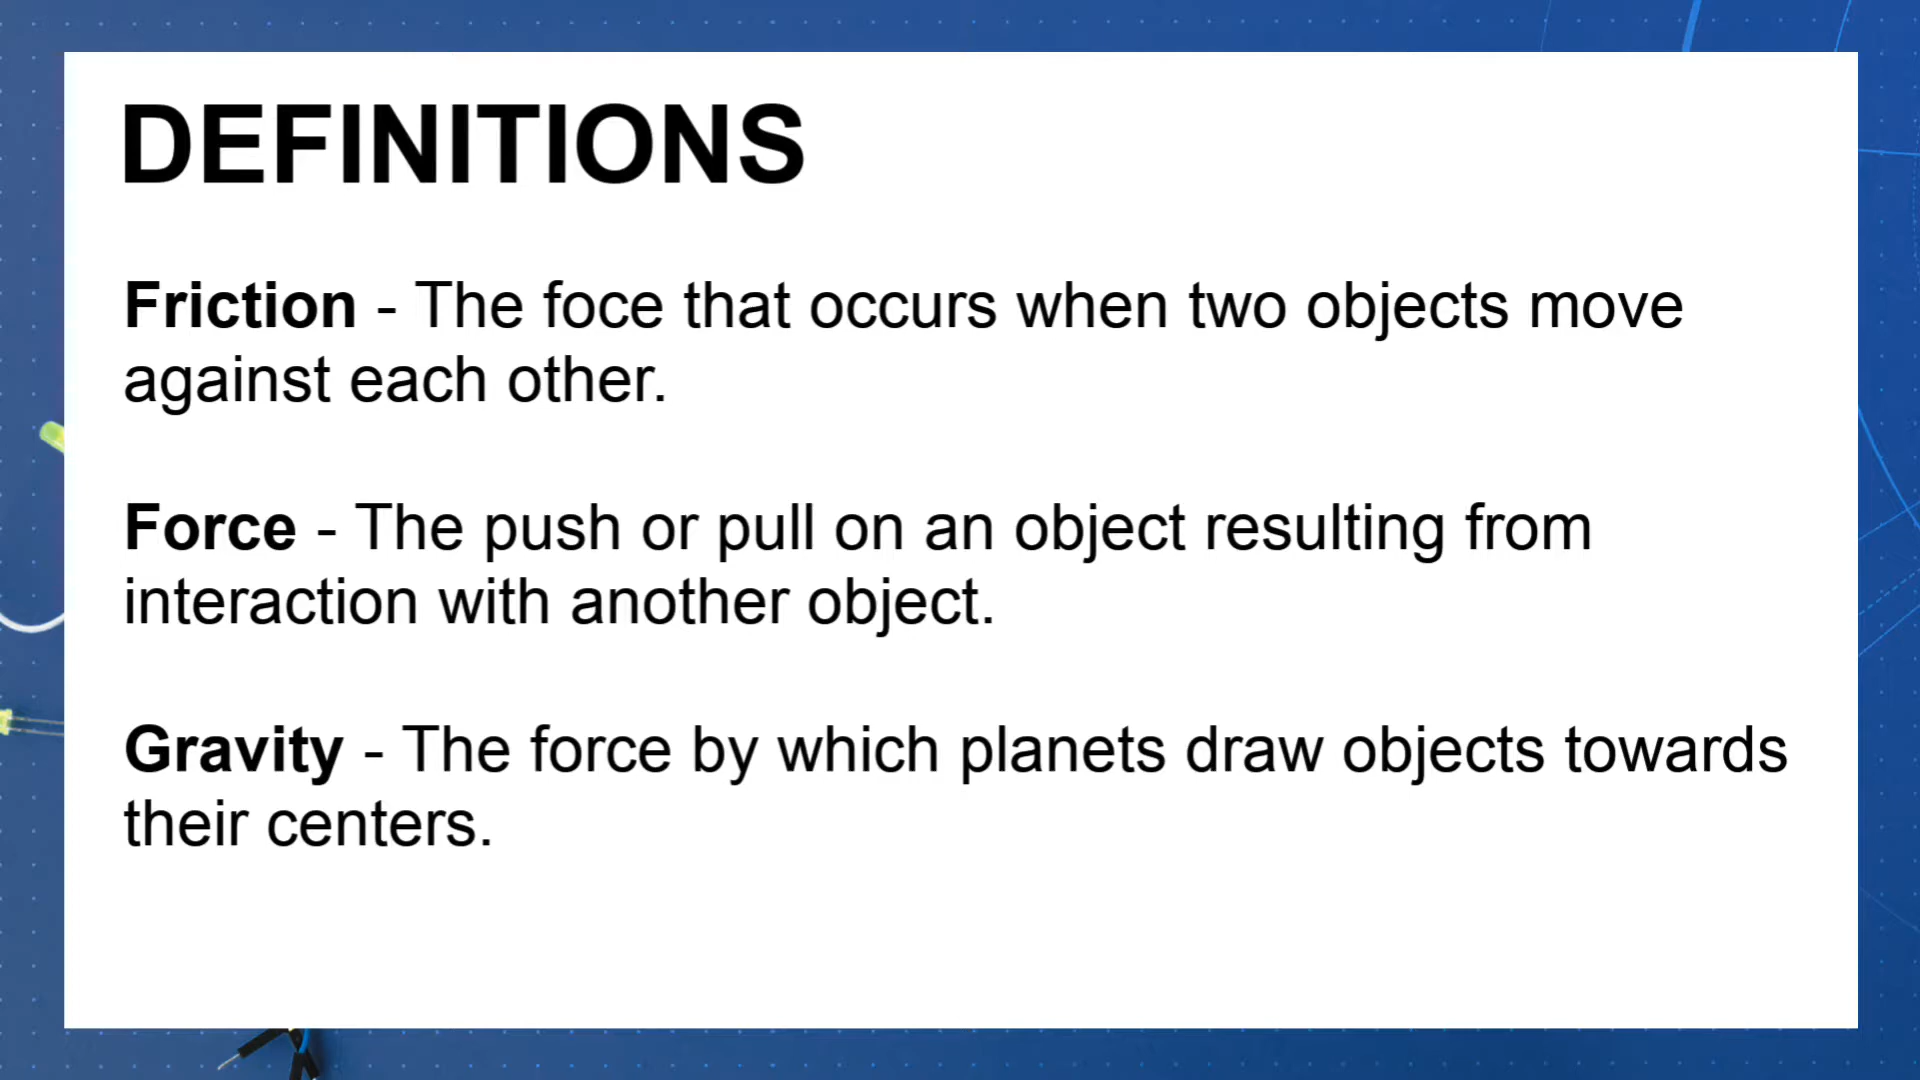 DEFINITIONS
Friction - The foce that occurs when two objects move
against each other.
Force - The push or pull on an object resulting from
interaction with another object.
Gravity - The force by which planets draw objects towards
their centers.